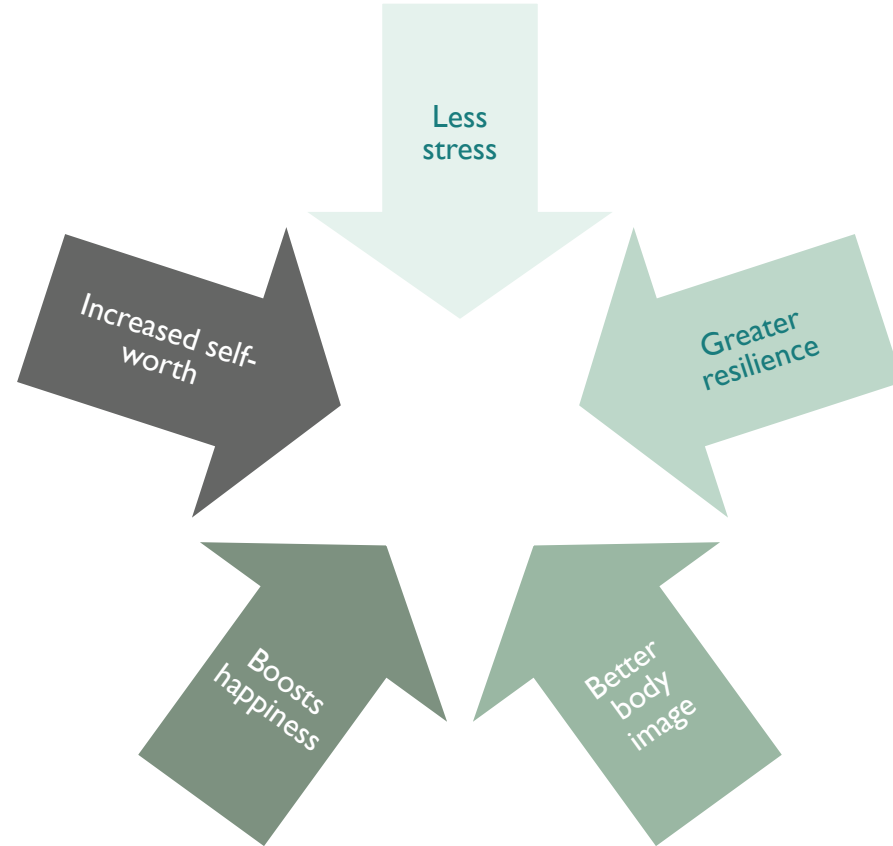 Less
stress
Greater
resilience
Better
body
image
Boosts
happiness
Increased self-
worth